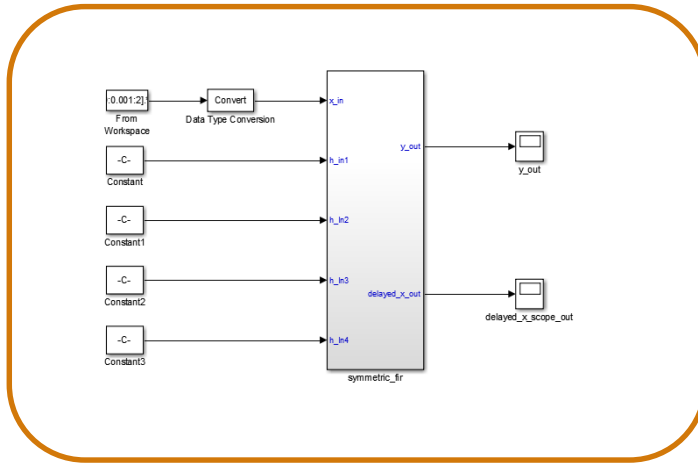 :0.001:2].'
From
Workspace
Convert
Data Type Conversion
x_in
-C-
Constant
h_in1
-C-
Constant1
h_In2
-C-
Constant2
h_In3
-C-
Constant3
h_In4
y_out
delayed_x_out
symmetric_fir
y_out
delayed_x_scope_out